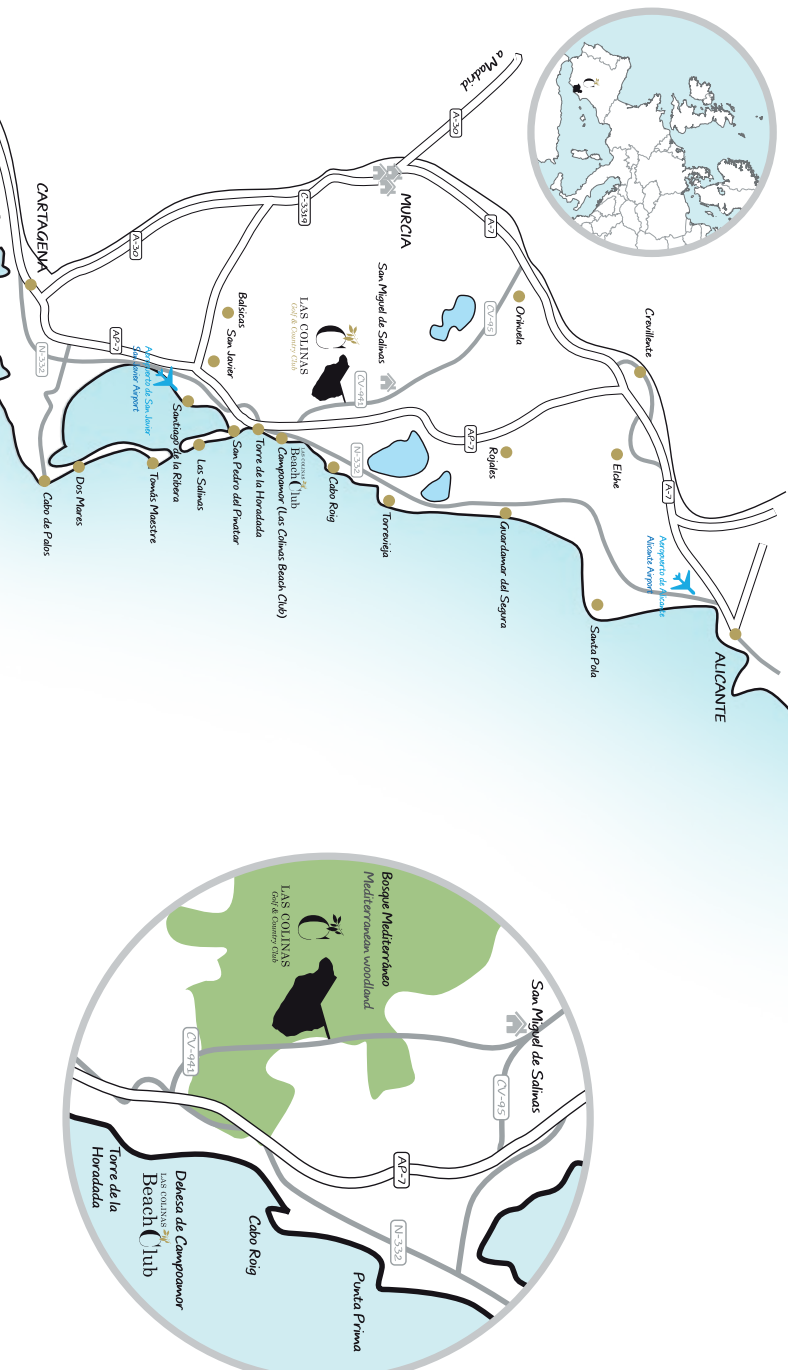 a Madrid
A-30
MURCIA
A-7
C-3319
A-30
CARTAGENA
Crevillente
Orihuela
CV-95
San Miguel de Salinas
Balsicas
San Javier
LAS COLINAS
Golf & Country Club
CV-941
AP-7
N-332
Aeropuerto de San Javier
San Javier Airport
Elche
A-7
Rojales
AP-7
N-332
Aeropuerto de Alicante
Alicante Airport
ALICANTE
Santa Pola
Guardamar del Segura
Torrevieja
Cabo Roig
LAS COLINAS
Beach Club
Campoamor (Las Colinas Beach Club)
Torre de la Horadada
San Pedro del Pinatar
Las Salinas
Santiago de la Ribera
Tomás Maestre
Dos Mares
Cabo de Palos
Bosque Mediterráneo
Mediterranean woodland
LAS COLINAS
Golf & Country Club
San Miguel de Salinas
CV-941
CV-95
AP-7
N-332
Torre de la
Horadada
Dehesa de Campoamor
LAS COLINAS
Beach Club
Cabo Roig
Punta Prima